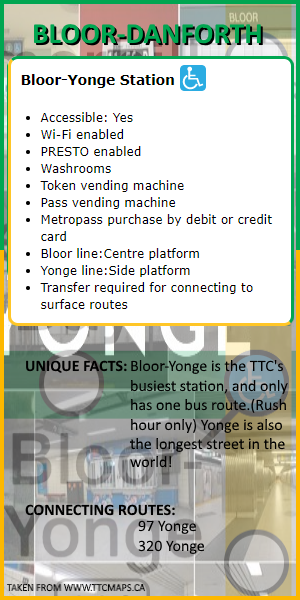 BLOOR
BLOOR-DANFORTH
Bloor-Yonge Station
• Accessible: Yes
• Wi-Fi enabled
• PRESTO enabled
• Washrooms
• Token vending machine
• Pass vending machine
• Metropass purchase by debit or credit
card
• Bloor line:Centre platform
• Yonge line:Side platform
• Transfer required for connecting to
surface routes
YONGE
UNIQUE FACTS: Bloor-Yonge is the TTC's
busiest station, and only
has one bus route.(Rush
hour only) Yonge is also
the longest street in the
world!
Bloor-
Yonge
CONNECTING ROUTES:
97 Yonge
320 Yonge
TAKEN FROM WWW.TTCMAPS.CA